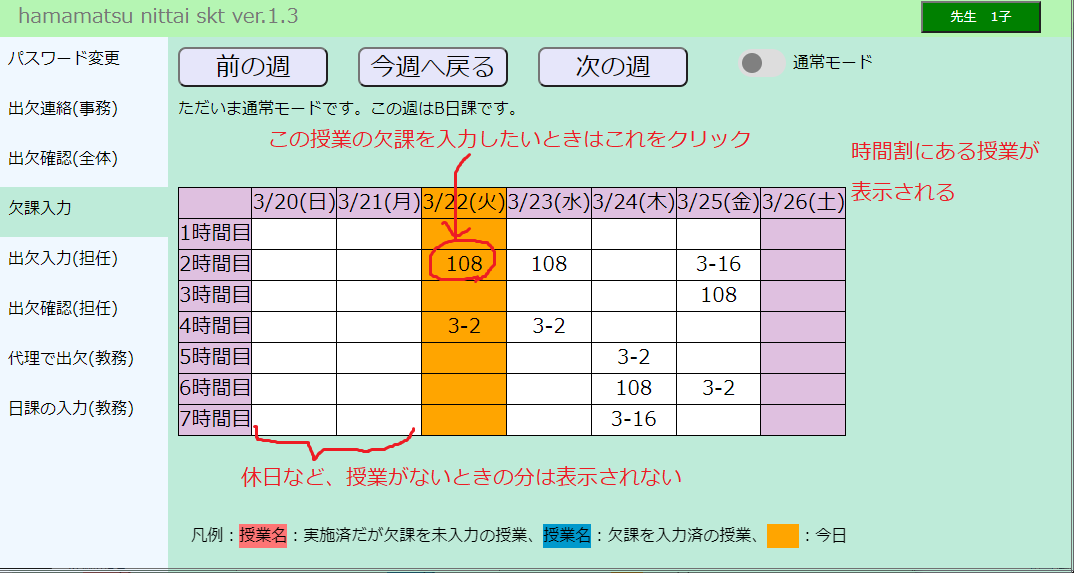 hamamatsu nittai skt ver.1.3
先生　1子
パスワード変更
出欠連絡(事務)
出欠確認(全体)
欠課入力
出欠入力(担任)
出欠確認(担任)
代理で出欠(教務)
日課の入力(教務)
前の週 今週へ戻る 次の週 通常モード
ただいま通常モードです。この週はB日課です。
この授業の欠課を入力したいときはこれをクリック
時間割にある授業が
表示される
3/20(日) 3/21(月) 3/22(火) 3/23(水) 3/24(木) 3/25(金) 3/26(土)
1時間目
2時間目 108 108 3-16
3時間目 108
4時間目 3-2 3-2
5時間目 3-2
6時間目 108 3-2
7時間目 3-16
休日など、授業がないときの分は表示されない
凡例：授業名：実施済だが欠課を未入力の授業、授業名：欠課を入力済の授業、　：今日